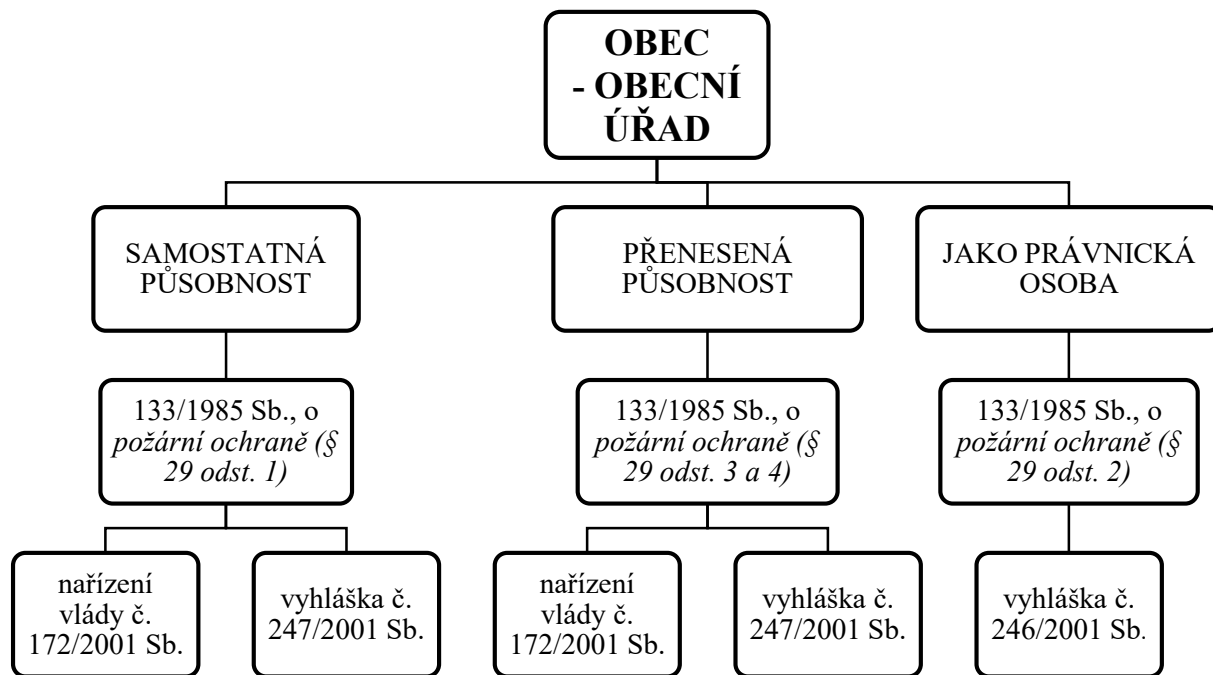 OBEC
- OBECNÍ
ÚŘAD
SAMOSTATNÁ
PŮSOBNOST
PŘENESENÁ
PŮSOBNOST
JAKO PRÁVNICKÁ
OSOBA
133/1985 Sb., o
požární ochraně (§
29 odst. 1)
133/1985 Sb., o
požární ochraně (§
29 odst. 3 a 4)
133/1985 Sb., o
požární ochraně (§
29 odst. 2)
nařízení
vlády č.
172/2001 Sb.
vyhláška č.
247/2001 Sb.
nařízení
vlády č.
172/2001 Sb.
vyhláška č.
247/2001 Sb.
vyhláška č.
246/2001 Sb.